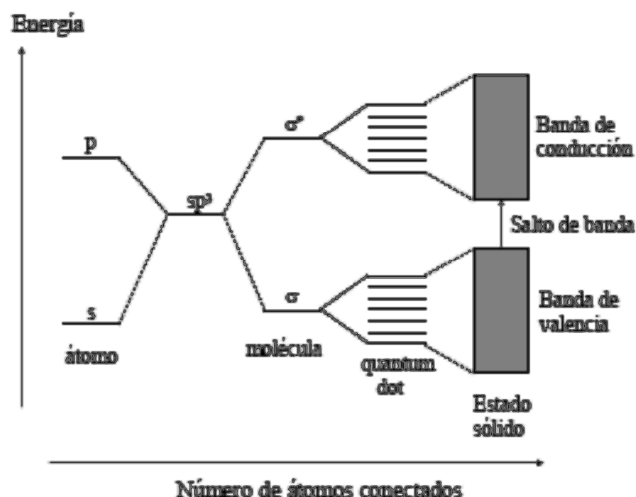 Energía
p
s
átomo
sp³
σ*
σ
molécula
quantum
dot
Banda de
conducción
Salto de banda
Banda de
valencia
Estado
sólido
Número de átomos conectados